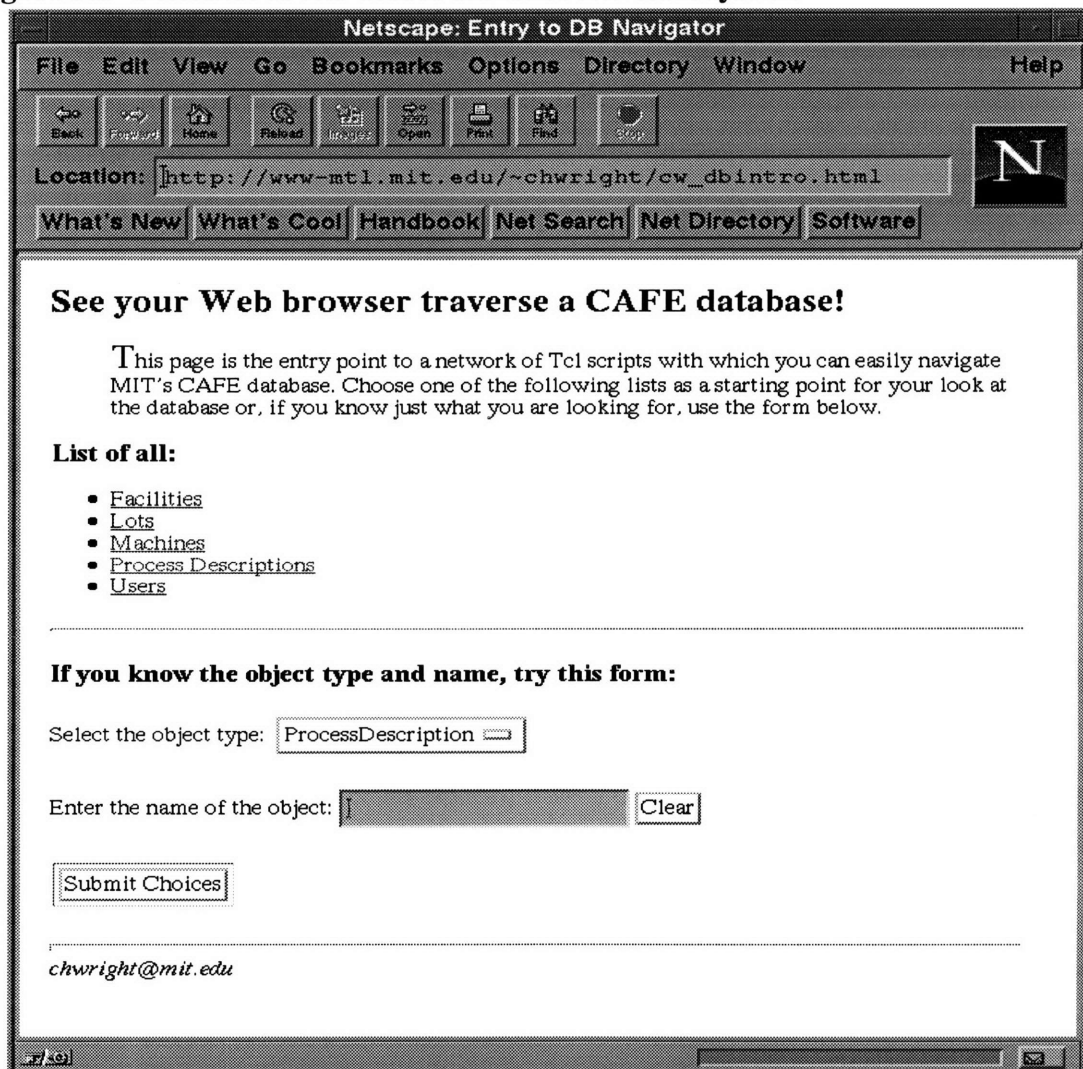 Netscape: Entry to DB Navigator
File Edit View Go Bookmarks Options Directory Window Help
Back Forward Home Reload Images Open Print Find Stop
Location: http://www-mtl.mit.edu/~chwright/cw_dbintro.html
N
What's New What's Cool Handbook Net Search Net Directory Software
See your Web browser traverse a CAFE database!
This page is the entry point to a network of Tcl scripts with which you can easily navigate
MIT's CAFE database. Choose one of the following lists as a starting point for your look at
the database or, if you know just what you are looking for, use the form below.
List of all:
• Facilities
• Lots
• Machines
• Process Descriptions
• Users
If you know the object type and name, try this form:
Select the object type: ProcessDescription
Enter the name of the object: Clear
Submit Choices
chwright@mit.edu